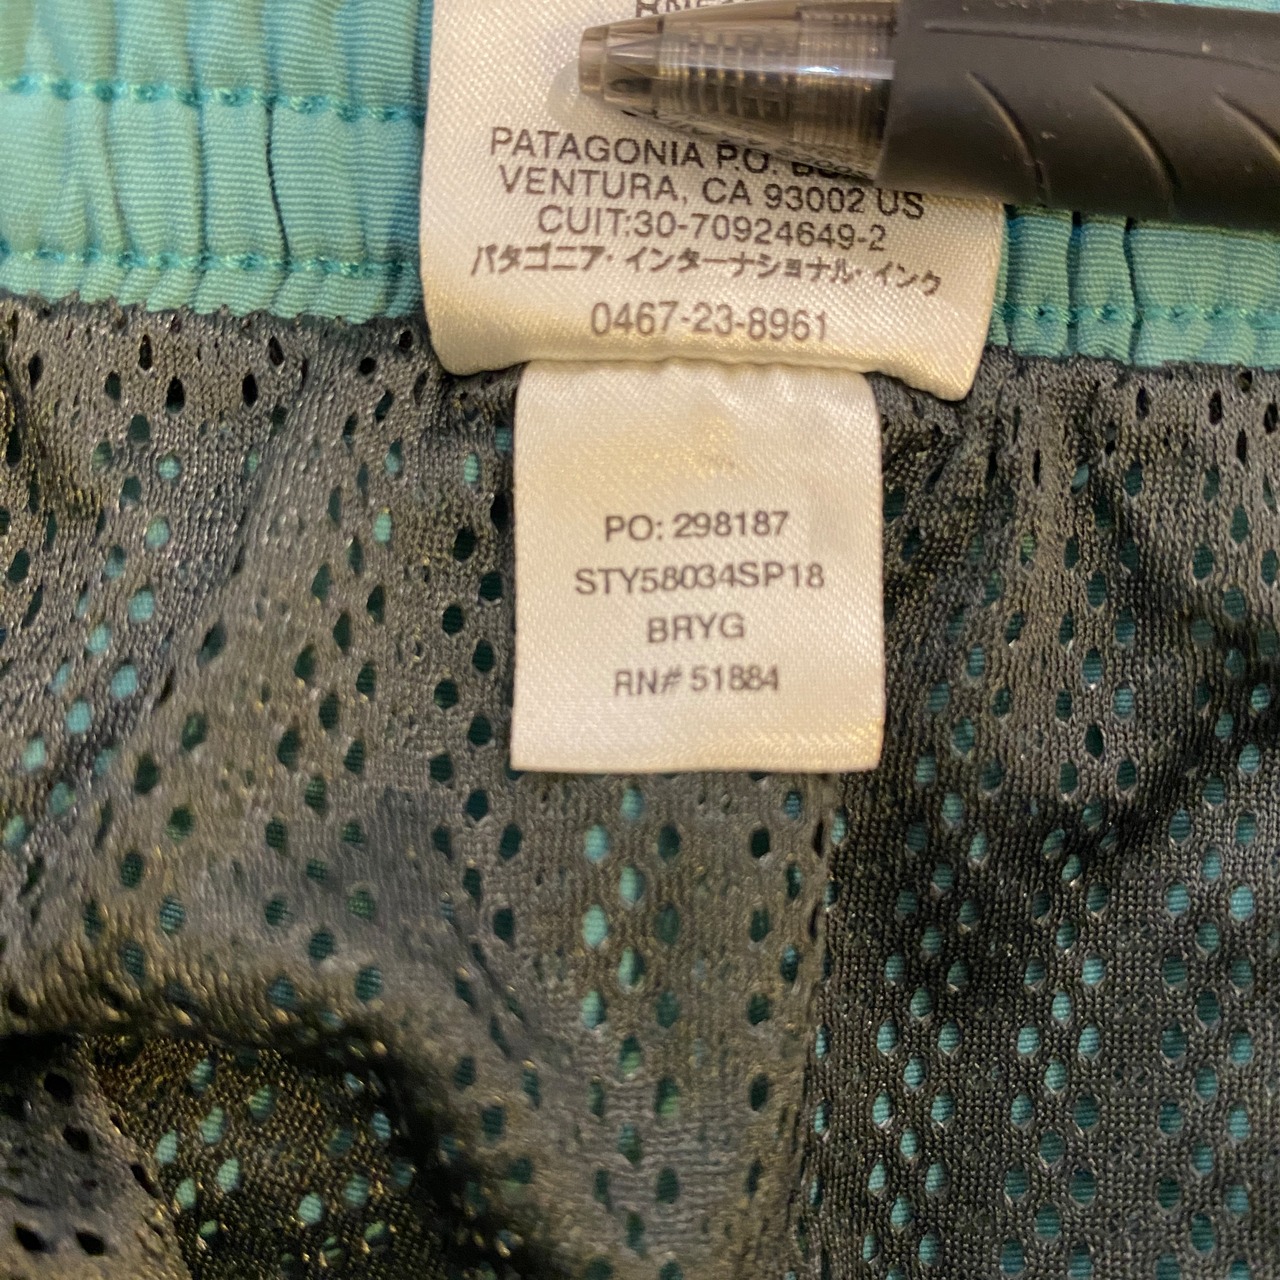 PATAGONIA P.O.
VENTURA, CA 93002 US
CUIT:30-70924649-2
パタゴニア・インターナショナル・インク
0467-23-8961
PO: 298187
STY58034SP18
BRYG
RN# 51884